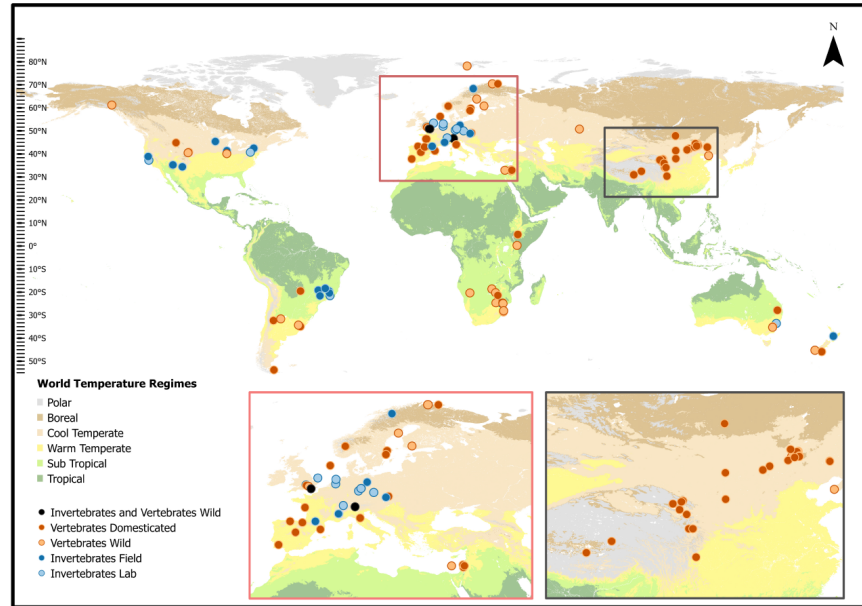 N
80°N
70°N
60°N
50°N
40°N
30°N
20°N
10°N
0°
10°S
20°S
30°S
40°S
50°S
World Temperature Regimes
Polar
Boreal
Cool Temperate
Warm Temperate
Sub Tropical
Tropical
Invertebrates and Vertebrates Wild
Vertebrates Domesticated
Vertebrates Wild
Invertebrates Field
Invertebrates Lab